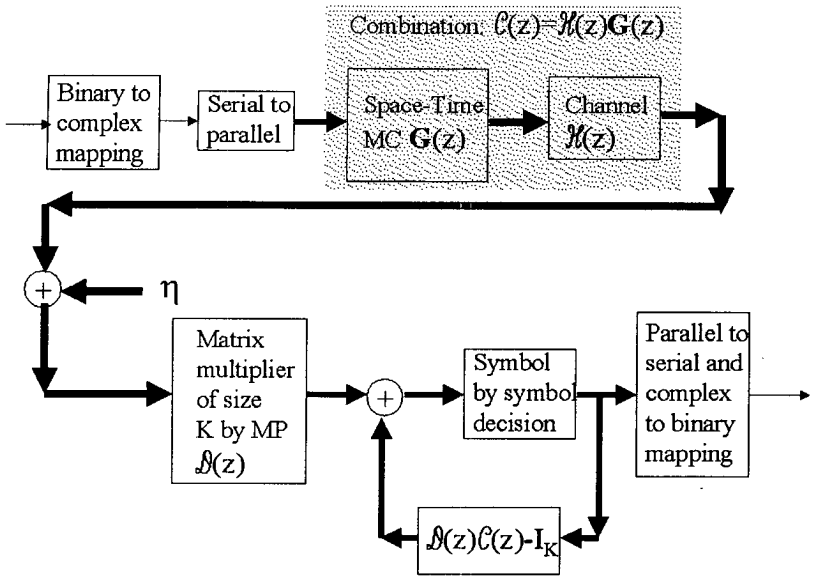 Combination: 𝒞(z)=ℋ(z)G(z)
Binary to
complex
mapping
Serial to
parallel
Space-Time
MC G(z)
Channel
ℋ(z)
+
η
Matrix
multiplier
of size
K by MP
𝒟(z)
+
Symbol
by symbol
decision
Parallel to
serial and
complex
to binary
mapping
𝒟(z)𝒞(z)-I_K